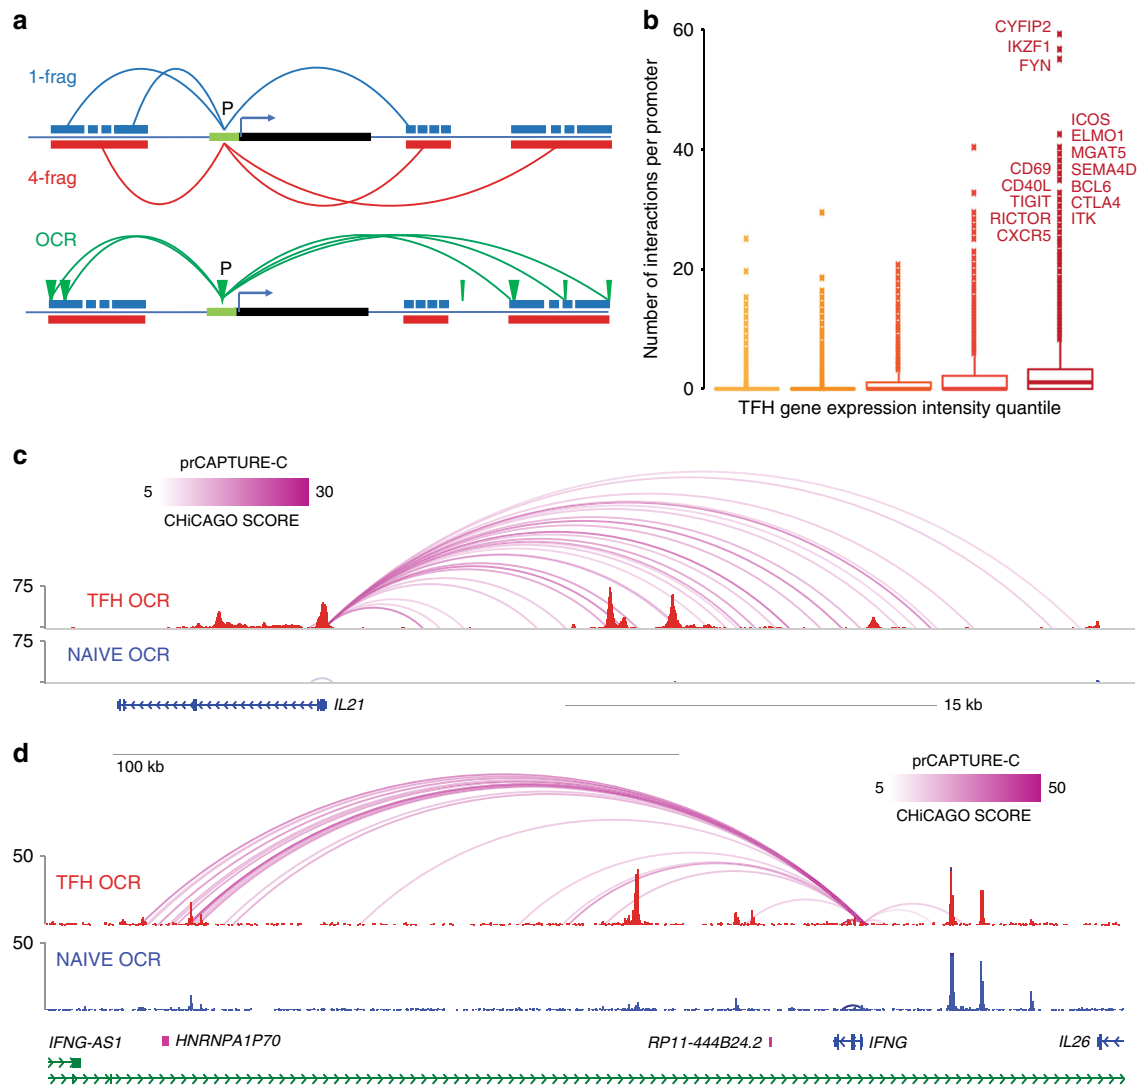 a
1-frag
P
4-frag
OCR
P
b
Number of interactions per promoter
60
40
20
0
CYFIP2
IKZF1
FYN
ICOS
ELMO1
MGAT5
SEMA4D
BCL6
CTLA4
ITK
CD69
CD40L
TIGIT
RICTOR
CXCR5
TFH gene expression intensity quantile
c
prCAPTURE-C
5 30
CHiCAGO SCORE
75
TFH OCR
75
NAIVE OCR
IL21
15 kb
d
100 kb
prCAPTURE-C
5 50
CHiCAGO SCORE
50
TFH OCR
50
NAIVE OCR
IFNG-AS1 HNRNPA1P70 RP11-444B24.2 IFNG IL26